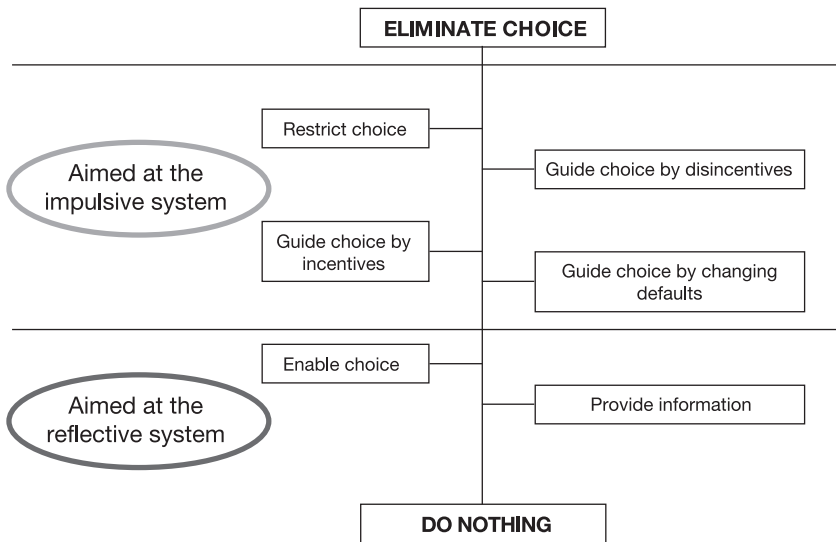 ELIMINATE CHOICE
Restrict choice
Guide choice by disincentives
Aimed at the
impulsive system
Guide choice by
incentives
Guide choice by changing
defaults
Enable choice
Provide information
Aimed at the
reflective system
DO NOTHING